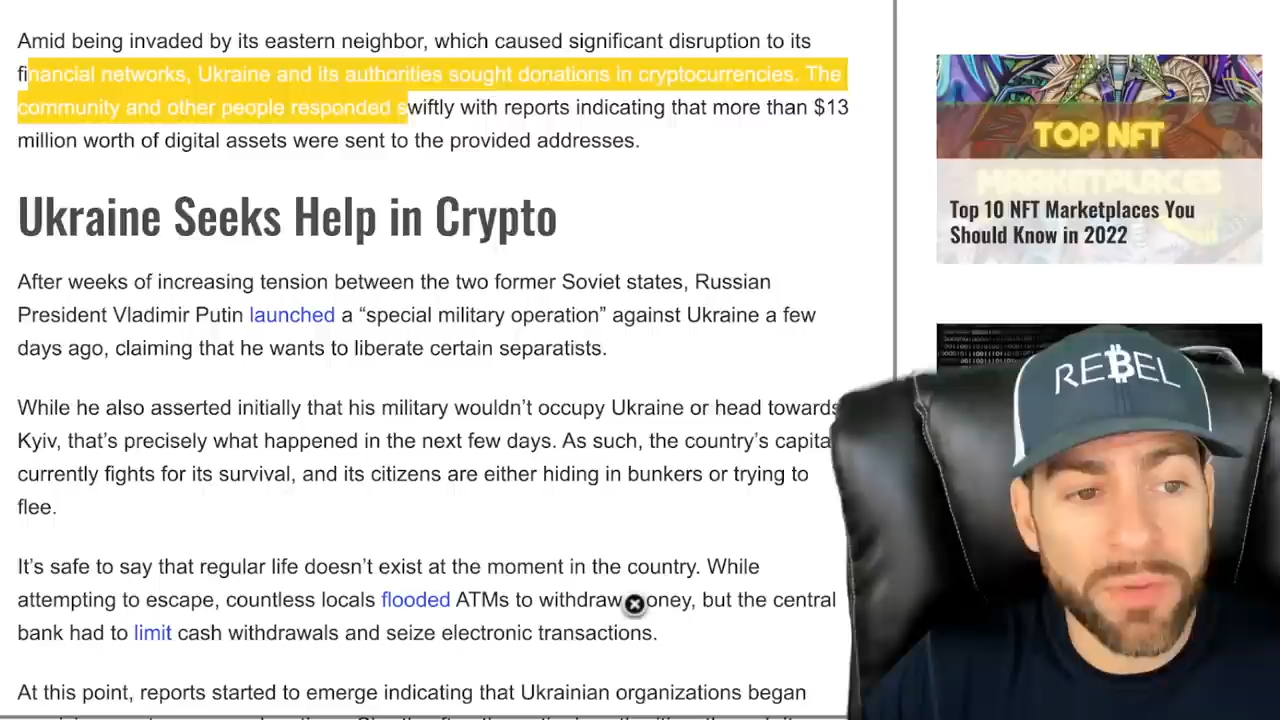 Amid being invaded by its eastern neighbor, which caused significant disruption to its
financial networks, Ukraine and its authorities sought donations in cryptocurrencies. The
community and other people responded swiftly with reports indicating that more than $13
million worth of digital assets were sent to the provided addresses.
Ukraine Seeks Help in Crypto
After weeks of increasing tension between the two former Soviet states, Russian
President Vladimir Putin launched a “special military operation” against Ukraine a few
days ago, claiming that he wants to liberate certain separatists.
While he also asserted initially that his military wouldn’t occupy Ukraine or head towards
Kyiv, that’s precisely what happened in the next few days. As such, the country’s capita
currently fights for its survival, and its citizens are either hiding in bunkers or trying to
flee.
It’s safe to say that regular life doesn’t exist at the moment in the country. While
attempting to escape, countless locals flooded ATMs to withdraw oney, but the central
bank had to limit cash withdrawals and seize electronic transactions.
At this point, reports started to emerge indicating that Ukrainian organizations began
TOP NFT
MARKETPLACES
Top 10 NFT Marketplaces You
Should Know in 2022
REBEL